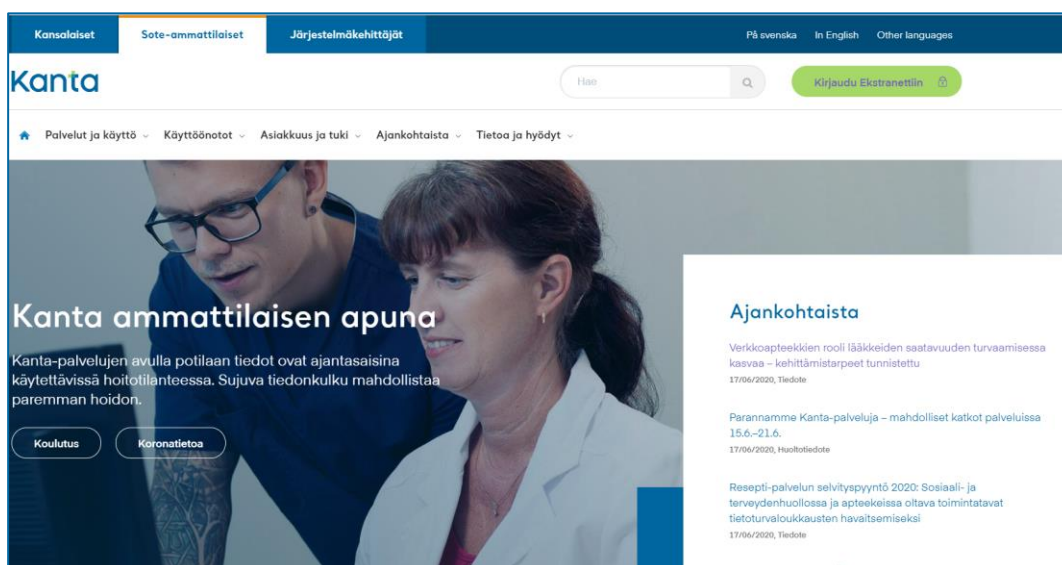 Kansalaiset
Sote-ammattilaiset
Järjestelmäkehittäjät
På svenska
In English
Other languages
Kanta
Hae
Kirjaudu Ekstranettiin
Palvelut ja käyttö
Käyttöönotot
Asiakkuus ja tuki
Ajankohtaista
Tietoa ja hyödyt
Kanta ammattilaisen apuna
Kanta-palvelujen avulla potilaan tiedot ovat ajantasaisina
käytettävissä hoitotilanteessa. Sujuva tiedonkulku mahdollistaa
paremman hoidon.
Koulutus
Koronatietoa
Ajankohtaista
Verkkoapteekkien rooli lääkkeiden saatavuuden turvaamisessa
kasvaa – kehittämistarpeet tunnistettu
17/06/2020, Tiedote
Parannamme Kanta-palveluja – mahdolliset katkot palveluissa
15.6.–21.6.
17/06/2020, Huoltotiedote
Resepti-palvelun selvityspyyntö 2020: Sosiaali- ja
terveydenhuollossa ja apteekeissa oltava toimintatavat
tietoturvaloukkausten havaitsemiseksi
17/06/2020, Tiedote